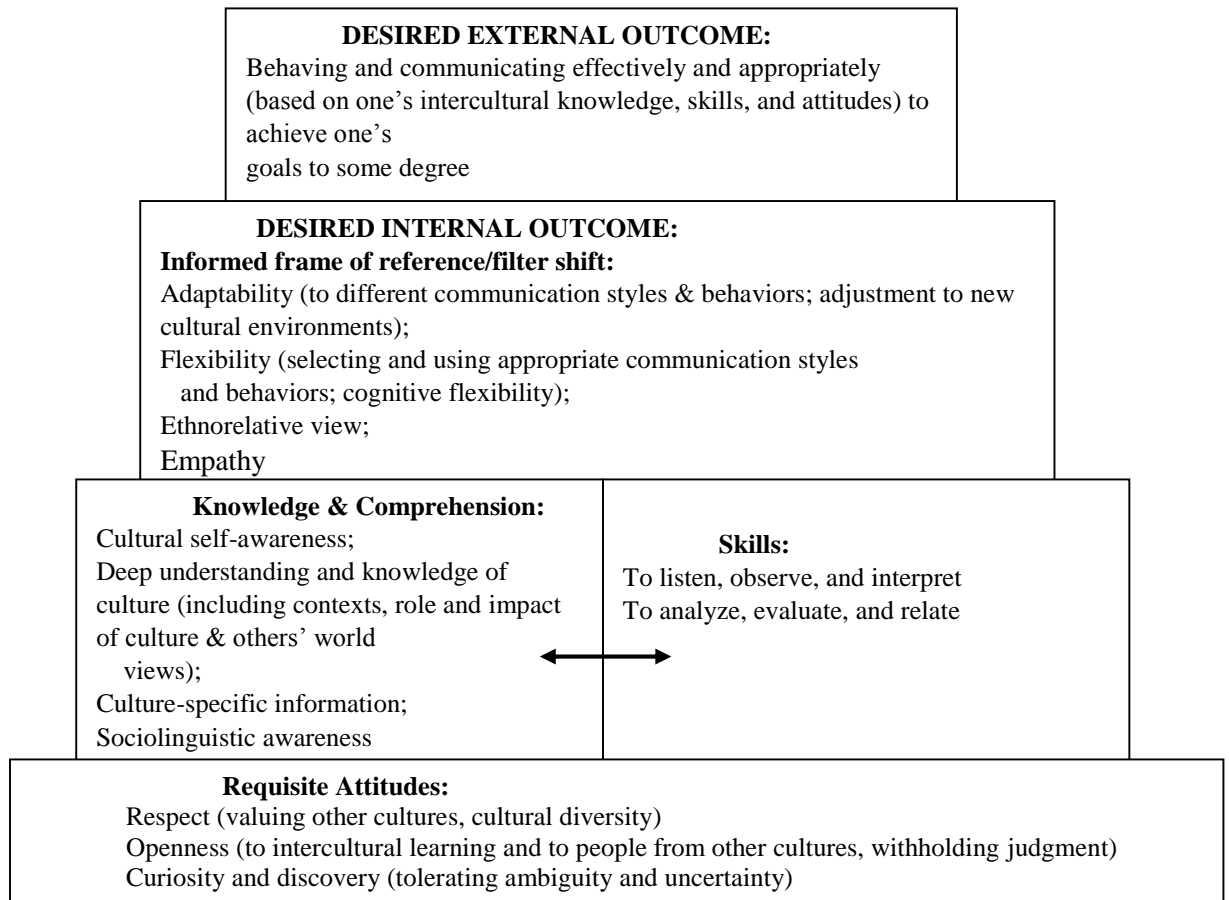 DESIRED EXTERNAL OUTCOME:
Behaving and communicating effectively and appropriately
(based on one’s intercultural knowledge, skills, and attitudes) to
achieve one’s
goals to some degree
DESIRED INTERNAL OUTCOME:
Informed frame of reference/filter shift:
Adaptability (to different communication styles & behaviors; adjustment to new
cultural environments);
Flexibility (selecting and using appropriate communication styles
and behaviors; cognitive flexibility);
Ethnorelative view;
Empathy
Knowledge & Comprehension:
Cultural self-awareness;
Deep understanding and knowledge of
culture (including contexts, role and impact
of culture & others’ world
views);
Culture-specific information;
Sociolinguistic awareness
Skills:
To listen, observe, and interpret
To analyze, evaluate, and relate
Requisite Attitudes:
Respect (valuing other cultures, cultural diversity)
Openness (to intercultural learning and to people from other cultures, withholding judgment)
Curiosity and discovery (tolerating ambiguity and uncertainty)